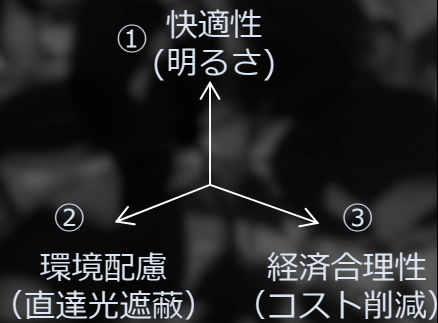 ①
快適性
(明るさ)
②
③
環境配慮
（直達光遮蔽）
経済合理性
（コスト削減）